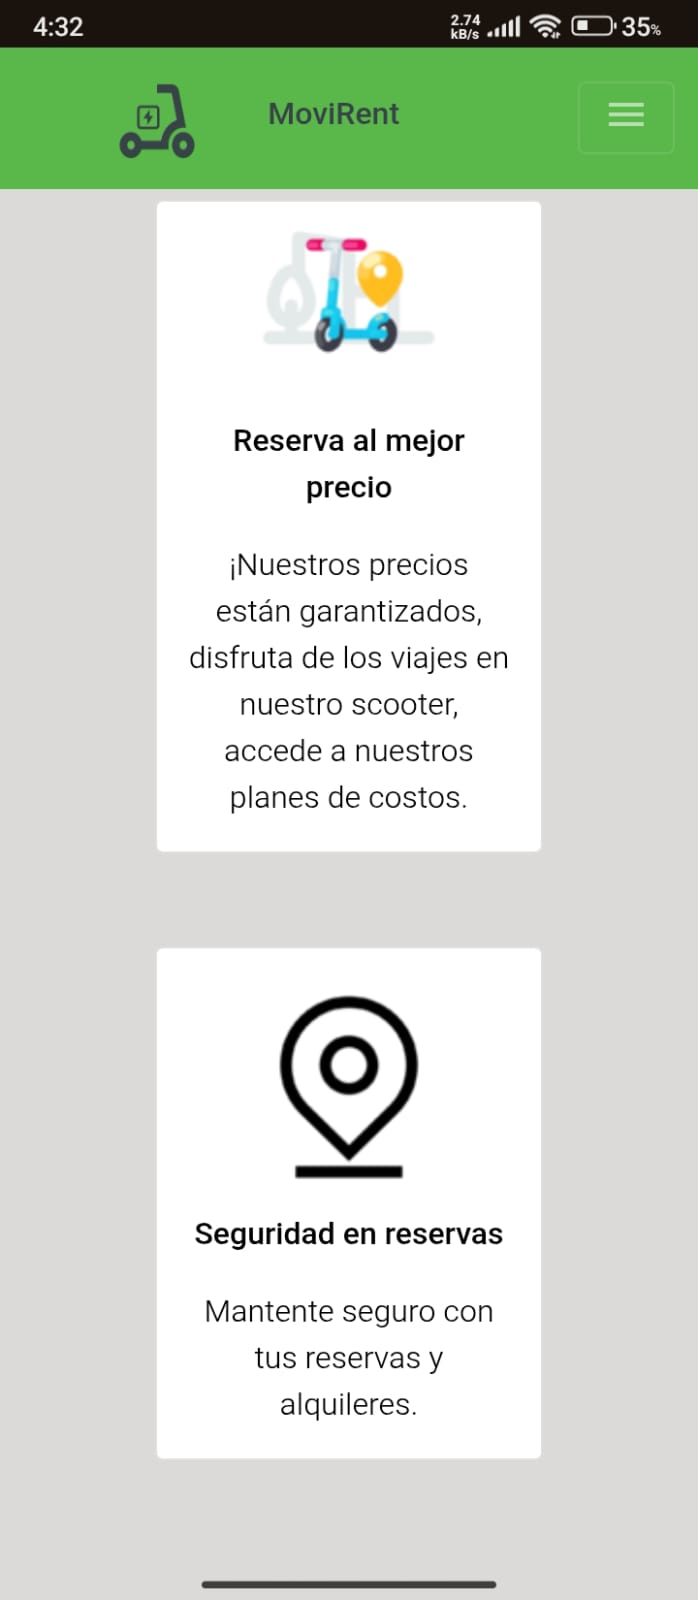 4:32
2.74
kB/s
35%
MoviRent
Reserva al mejor
precio
¡Nuestros precios
están garantizados,
disfruta de los viajes en
nuestro scooter,
accede a nuestros
planes de costos.
Seguridad en reservas
Mantente seguro con
tus reservas y
alquileres.